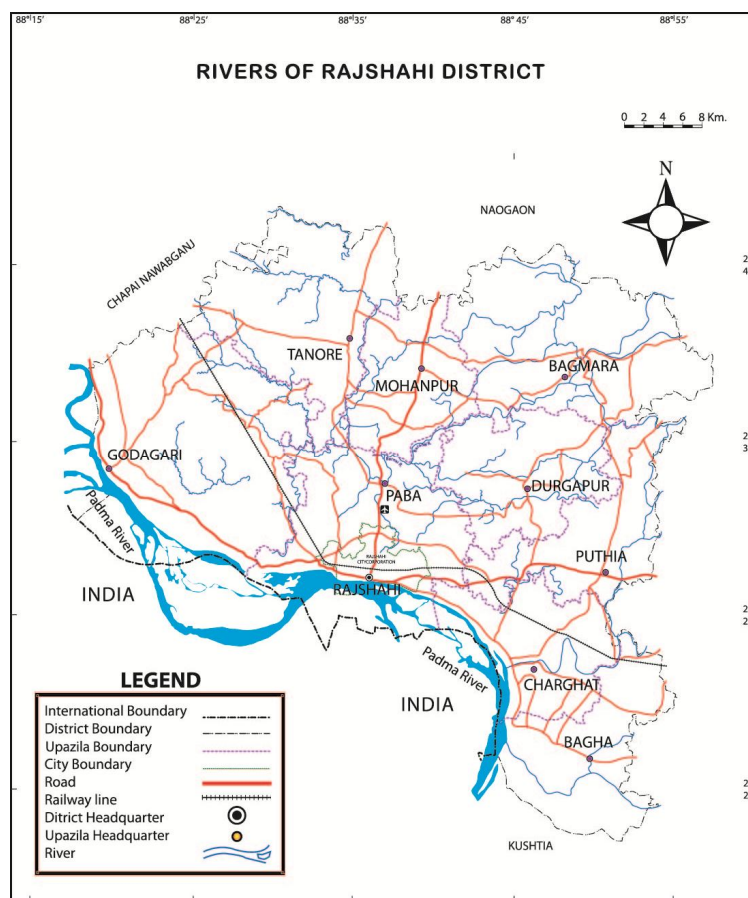 88°15' 88°25' 88°35' 88°45' 88°55'
RIVERS OF RAJSHAHI DISTRICT
0 2 4 6 8 Km.
N
NAOGAON
CHAPAI NAWABGANJ
TANORE
MOHANPUR
BAGMARA
GODAGARI
PABA
DURGAPUR
Padma River
RAJSHAHI
CITYCORPORATION
PUTHIA
RAJSHAHI
INDIA
Padma River
INDIA
CHARGHAT
BAGHA
KUSHTIA
LEGEND
International Boundary
District Boundary
Upazila Boundary
City Boundary
Road
Railway line
Ditrict Headquarter
Upazila Headquarter
River